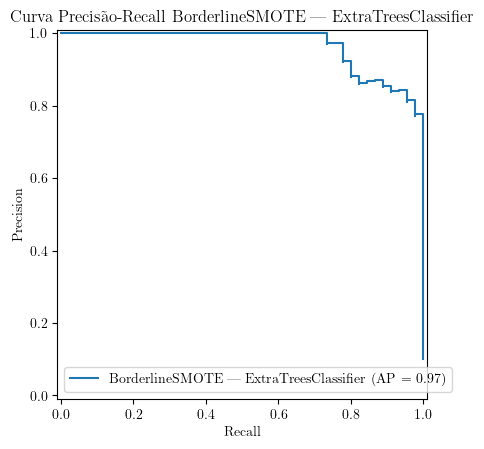 Curva Precisão-Recall BorderlineSMOTE — ExtraTreesClassifier
1.0
0.8
0.6
0.4
0.2
0.0
Precision
BorderlineSMOTE — ExtraTreesClassifier (AP = 0.97)
0.0 0.2 0.4 0.6 0.8 1.0
Recall